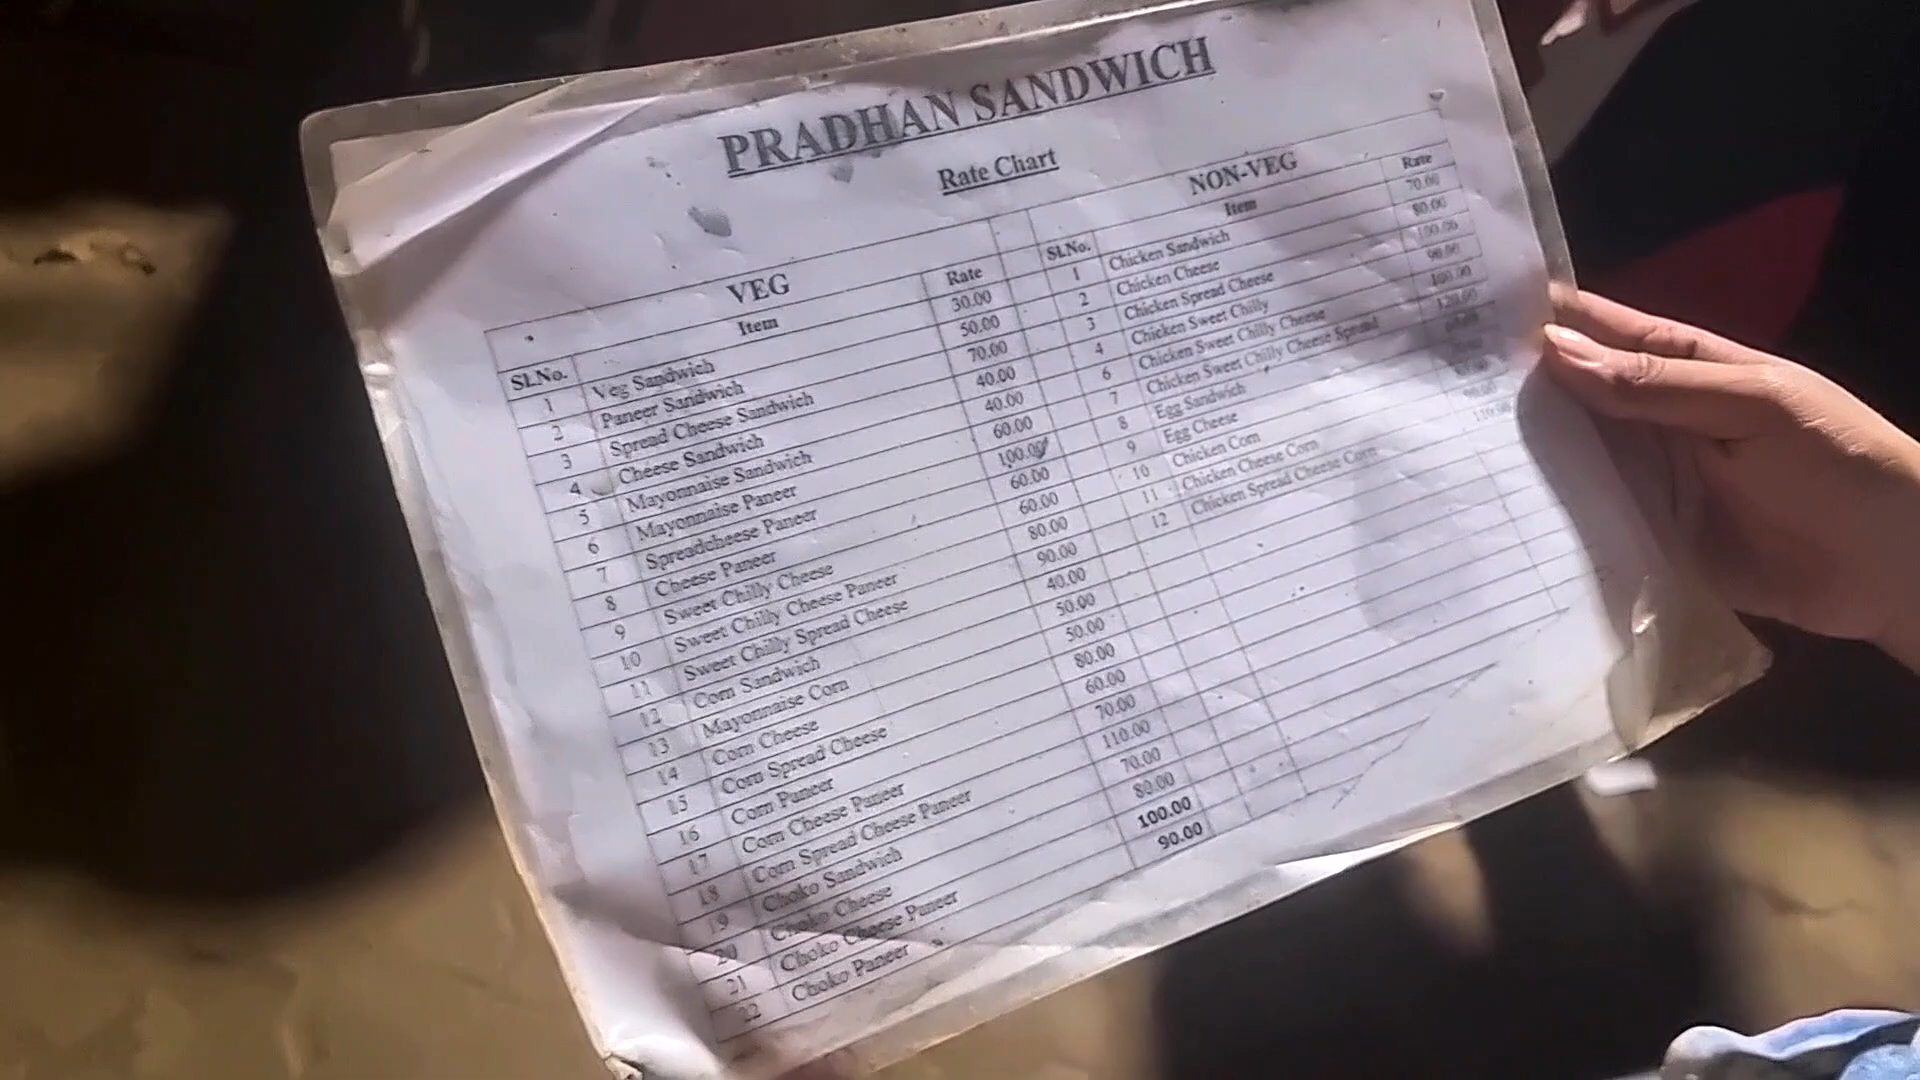 PRADHAN SANDWICH
Rate Chart
VEG
Sl.No. Item Rate
1 Veg Sandwich 30.00
2 Paneer Sandwich 50.00
3 Spread Cheese Sandwich 70.00
4 Cheese Sandwich 40.00
5 Mayonnaise Sandwich 40.00
6 Mayonnaise Paneer 60.00
7 Spreadcheese Paneer 100.00
8 Cheese Paneer 60.00
9 Sweet Chilly Cheese 60.00
10 Sweet Chilly Cheese Paneer 80.00
11 Sweet Chilly Spread Cheese 90.00
12 Corn Sandwich 40.00
13 Mayonnaise Corn 50.00
14 Corn Cheese 50.00
15 Corn Spread Cheese 80.00
16 Corn Paneer 60.00
17 Corn Cheese Paneer 70.00
18 Corn Spread Cheese Paneer 110.00
19 Choko Sandwich 70.00
20 Choko Cheese 80.00
21 Choko Cheese Paneer 100.00
22 Choko Paneer 90.00
NON-VEG
Sl.No. Item Rate
1 Chicken Sandwich 70.00
2 Chicken Cheese 80.00
3 Chicken Spread Cheese 100.00
4 Chicken Sweet Chilly 90.00
6 Chicken Sweet Chilly Cheese 100.00
7 Chicken Sweet Chilly Cheese Spread 120.00
8 Egg Sandwich
9 Egg Cheese
10 Chicken Corn
11 Chicken Cheese Corn 90.00
12 Chicken Spread Cheese Corn 110.00